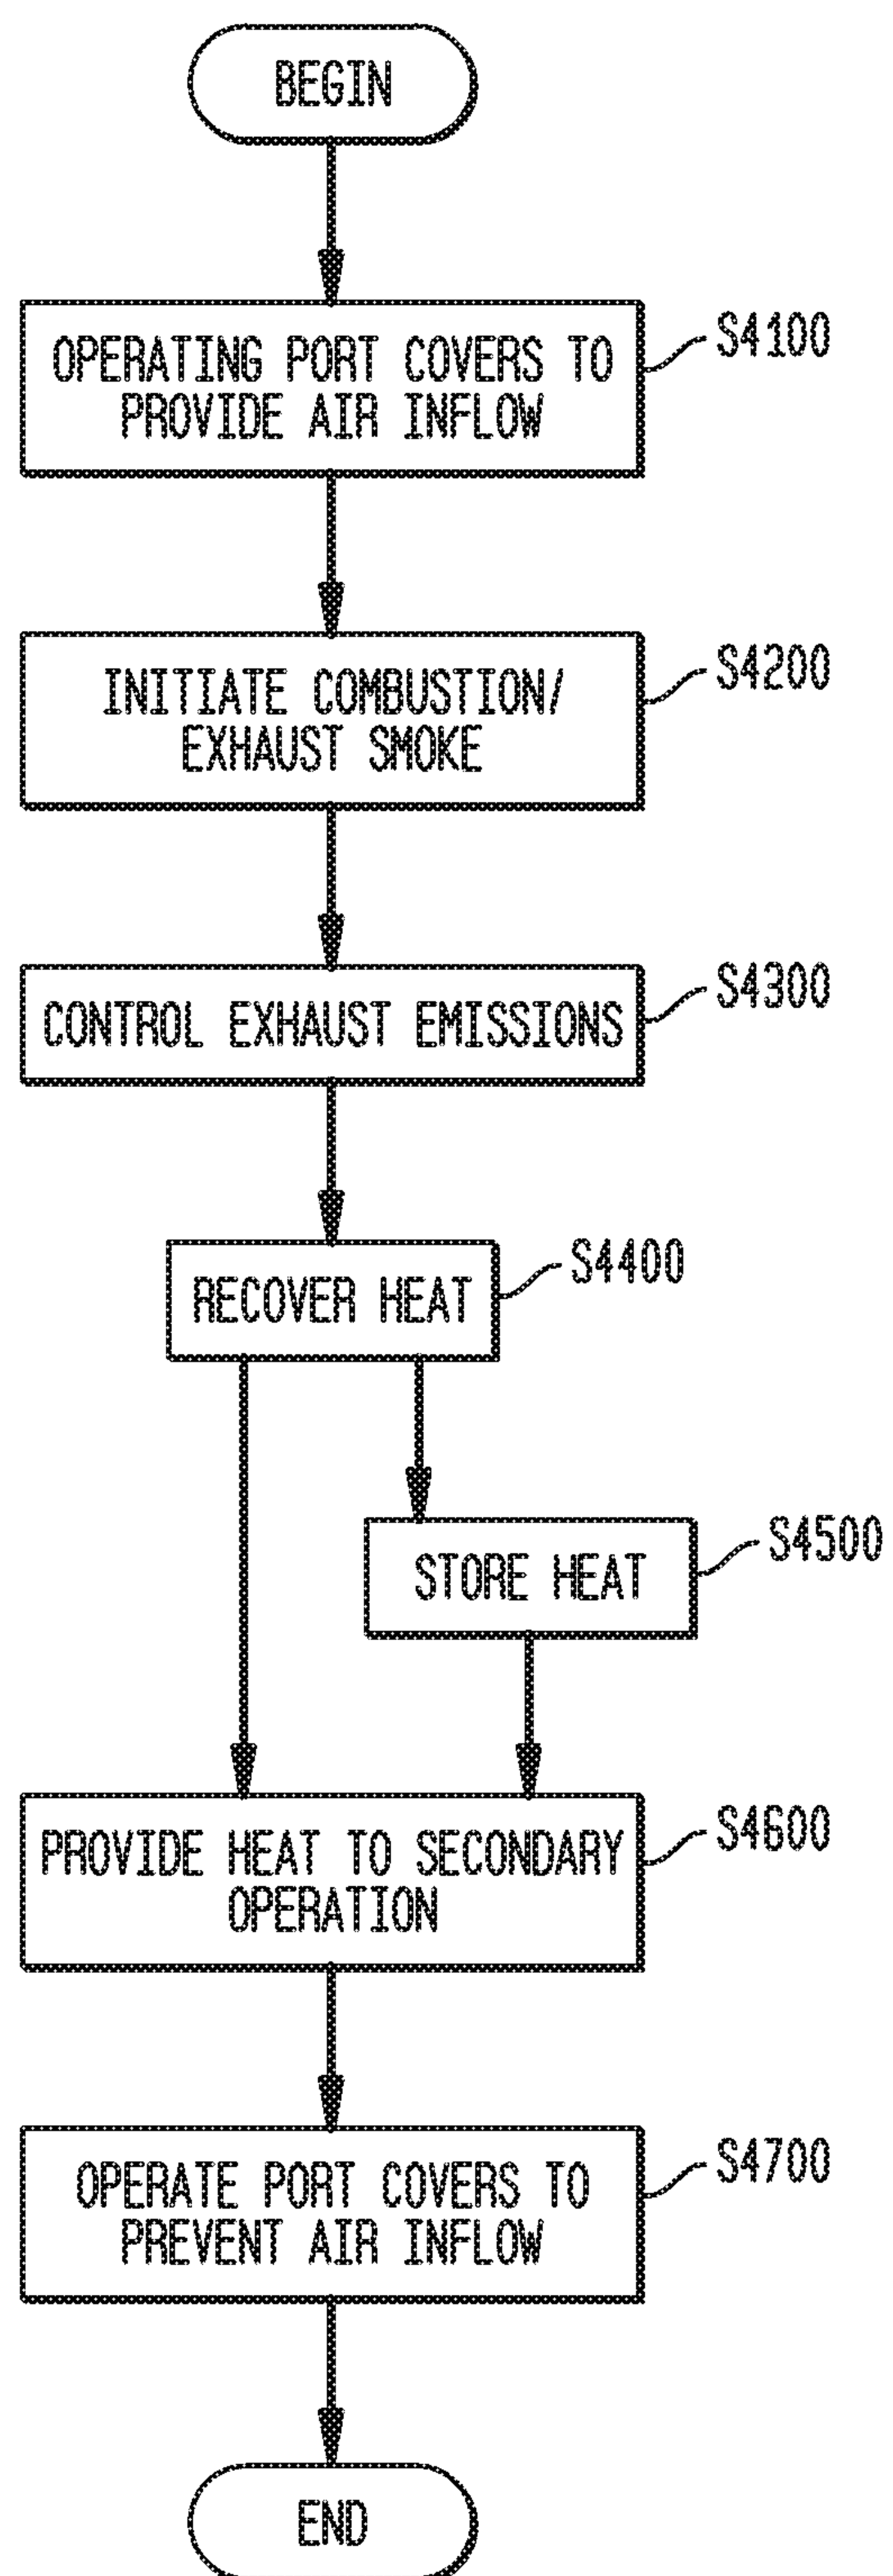 BEGIN
OPERATING PORT COVERS TO
PROVIDE AIR INFLOW
S4100
INITIATE COMBUSTION/
EXHAUST SMOKE
S4200
CONTROL EXHAUST EMISSIONS
S4300
RECOVER HEAT
S4400
STORE HEAT
S4500
PROVIDE HEAT TO SECONDARY
OPERATION
S4600
OPERATE PORT COVERS TO
PREVENT AIR INFLOW
S4700
END